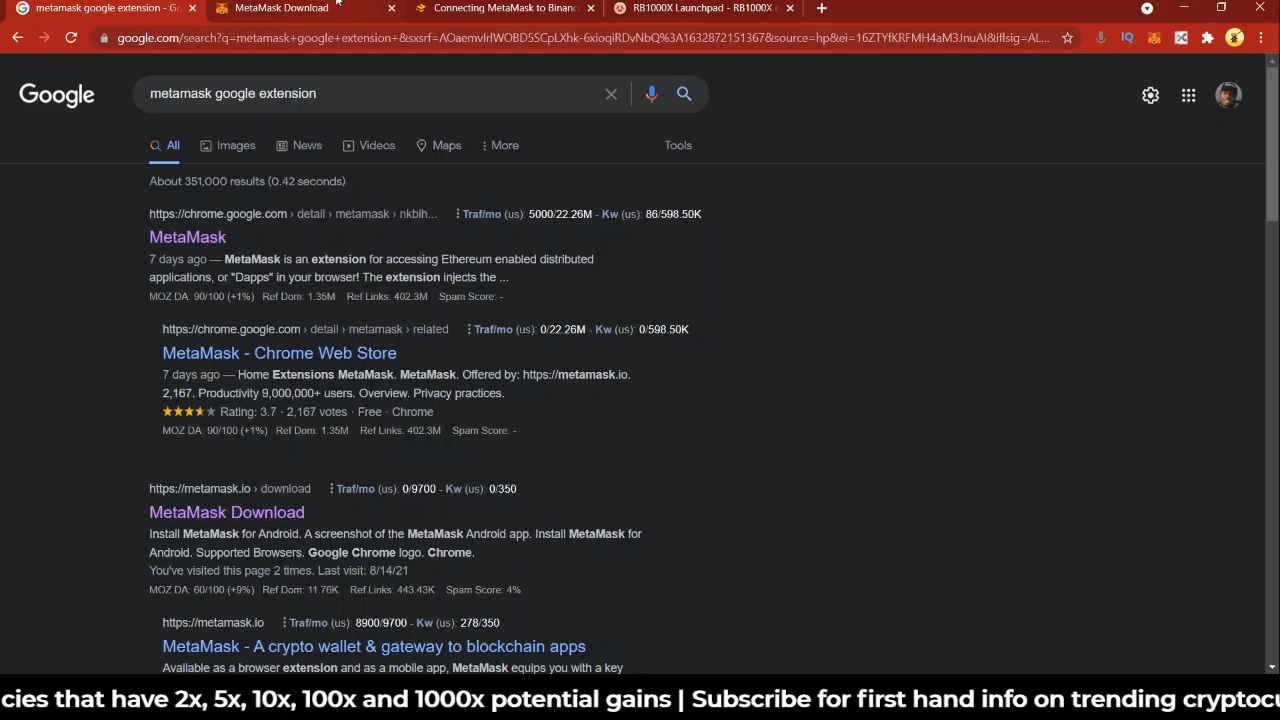 metamask google extension - Go
MetaMask Download
Connecting MetaMask to Binanc
RB1000X Launchpad - RB1000X is
google.com/search?q=metamask+google+extension+&sxsrf=AOaemvIrlWOBD5SCpLXhk-6xioqiRDvNbQ%3A1632872151367&source=hp&ei=16ZTYfKRFMH4aM3JnuAI&iflsig=AL...
Google
metamask google extension
All
Images
News
Videos
Maps
More
Tools
About 351,000 results (0.42 seconds)
https://chrome.google.com › detail › metamask › nkbih... Traf/mo (us): 5000/22.26M - Kw (us): 86/598.50K
MetaMask
7 days ago — MetaMask is an extension for accessing Ethereum enabled distributed
applications, or "Dapps" in your browser! The extension injects the ...
MOZ DA: 90/100 (+1%) Ref Dom: 1.35M Ref Links: 402.3M Spam Score: -
https://chrome.google.com › detail › metamask › related Traf/mo (us): 0/22.26M - Kw (us): 0/598.50K
MetaMask - Chrome Web Store
7 days ago — Home Extensions MetaMask. MetaMask. Offered by: https://metamask.io.
2,167. Productivity 9,000,000+ users. Overview. Privacy practices.
Rating: 3.7 · 2,167 votes · Free · Chrome
MOZ DA: 90/100 (+1%) Ref Dom: 1.35M Ref Links: 402.3M Spam Score: -
https://metamask.io › download Traf/mo (us): 0/9700 - Kw (us): 0/350
MetaMask Download
Install MetaMask for Android. A screenshot of the MetaMask Android app. Install MetaMask for
Android. Supported Browsers. Google Chrome logo. Chrome.
You've visited this page 2 times. Last visit: 8/14/21
MOZ DA: 60/100 (+9%) Ref Dom: 11.76K Ref Links: 443.43K Spam Score: 4%
https://metamask.io Traf/mo (us): 8900/9700 - Kw (us): 278/350
MetaMask - A crypto wallet & gateway to blockchain apps
Available as a browser extension and as a mobile app, MetaMask equips you with a key
cies that have 2x, 5x, 10x, 100x and 1000x potential gains | Subscribe for first hand info on trending cryptocu